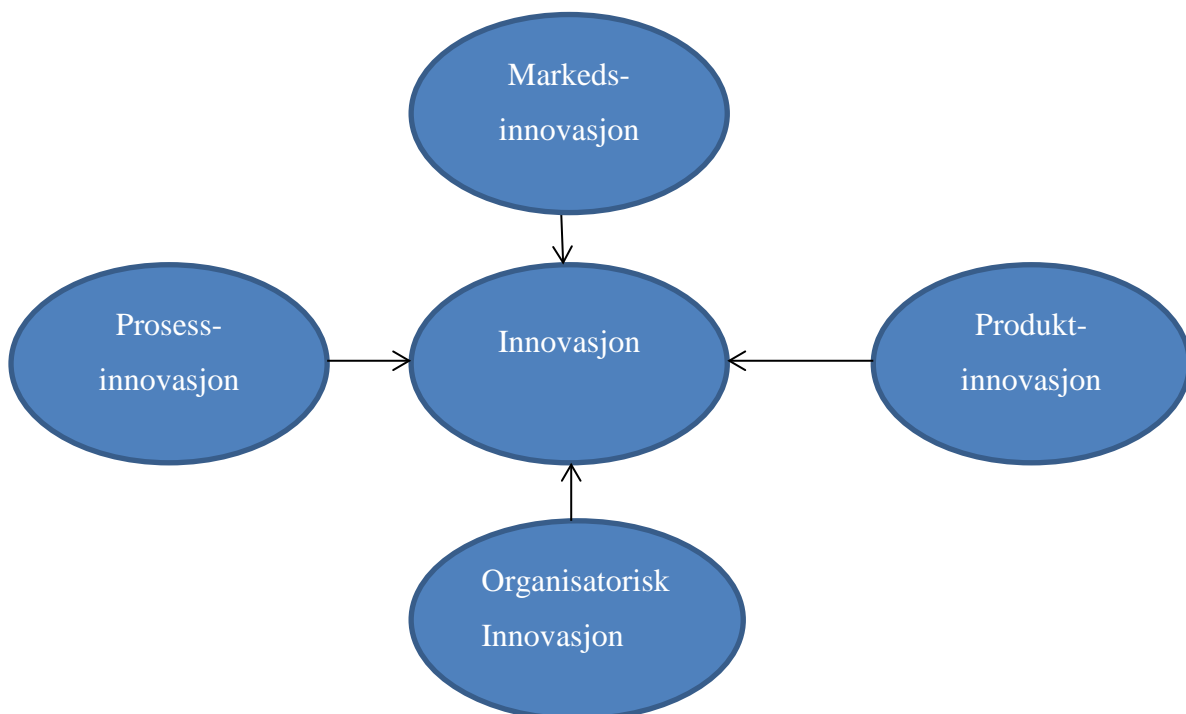 Markeds-
innovasjon
Prosess-
innovasjon
Innovasjon
Produkt-
innovasjon
Organisatorisk
Innovasjon